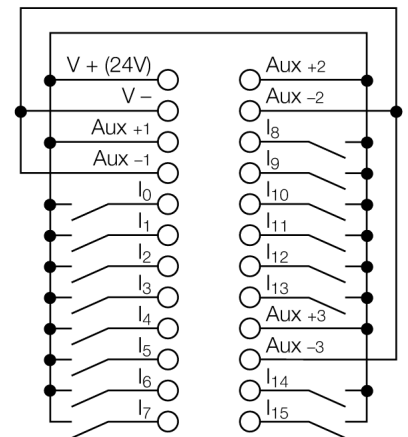 V + (24V) Aux +2
V – Aux –2
Aux +1 I8
Aux –1 I9
I0 I10
I1 I11
I2 I12
I3 I13
I4 Aux +3
I5 Aux –3
I6 I14
I7 I15